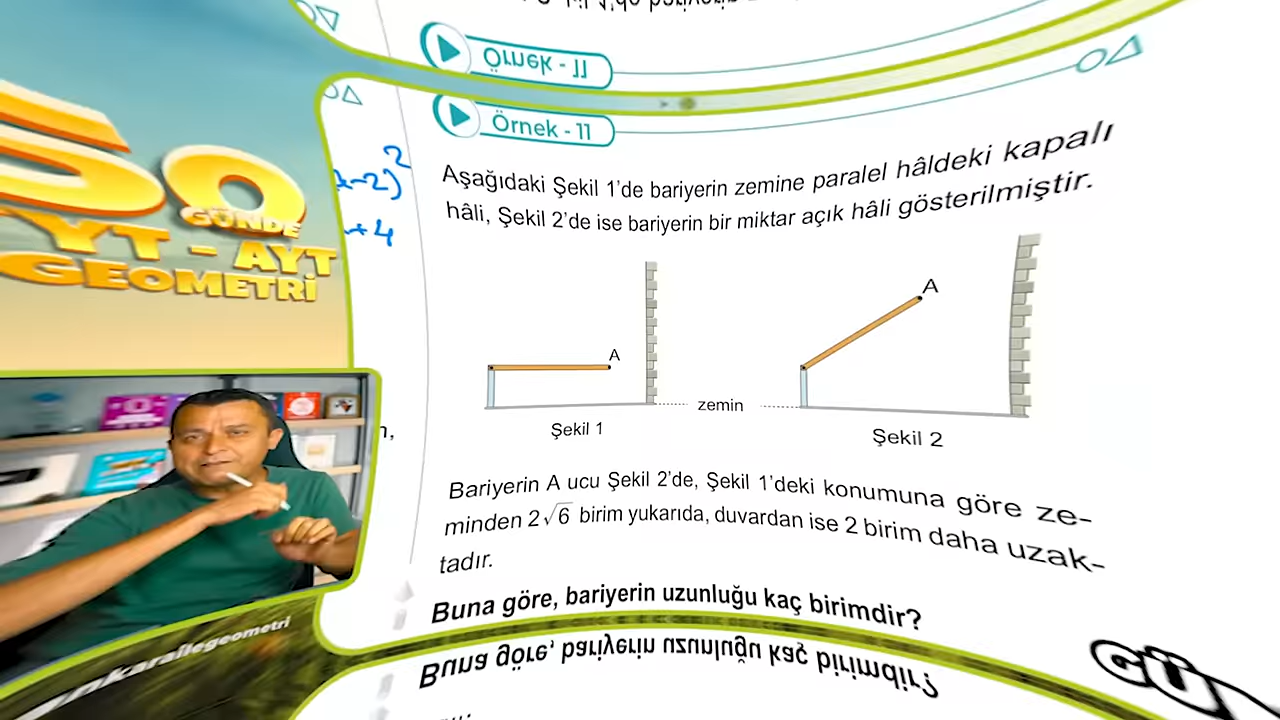 Örnek - 11
Örnek - 11
50
GÜNDE
TYT - AYT
GEOMETRİ
Aşağıdaki Şekil 1'de bariyerin zemine paralel hâldeki kapalı
hâli, Şekil 2'de ise bariyerin bir miktar açık hâli gösterilmiştir.
A
A
zemin
Şekil 1
Şekil 2
Bariyerin A ucu Şekil 2'de, Şekil 1'deki konumuna göre ze-
minden 2√6 birim yukarıda, duvardan ise 2 birim daha uzak-
tadır.
Buna göre, bariyerin uzunluğu kaç birimdir?
Buna göre, bariyerin uzunluğu kaç birimdir?